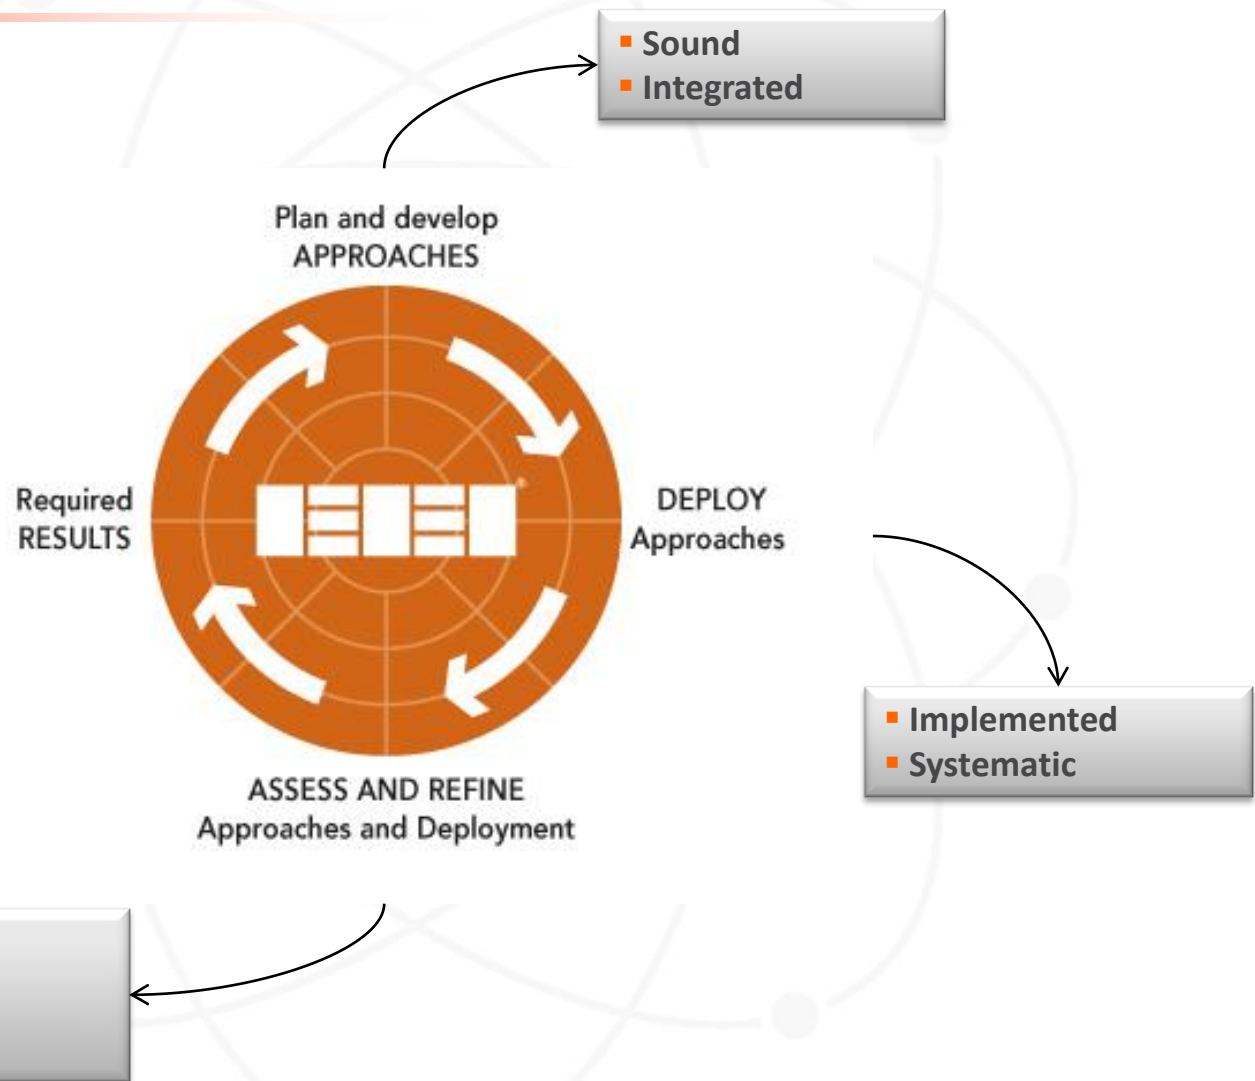 ▪ Sound
▪ Integrated
Plan and develop
APPROACHES
Required
RESULTS
®
DEPLOY
Approaches
▪ Implemented
▪ Systematic
ASSESS AND REFINE
Approaches and Deployment